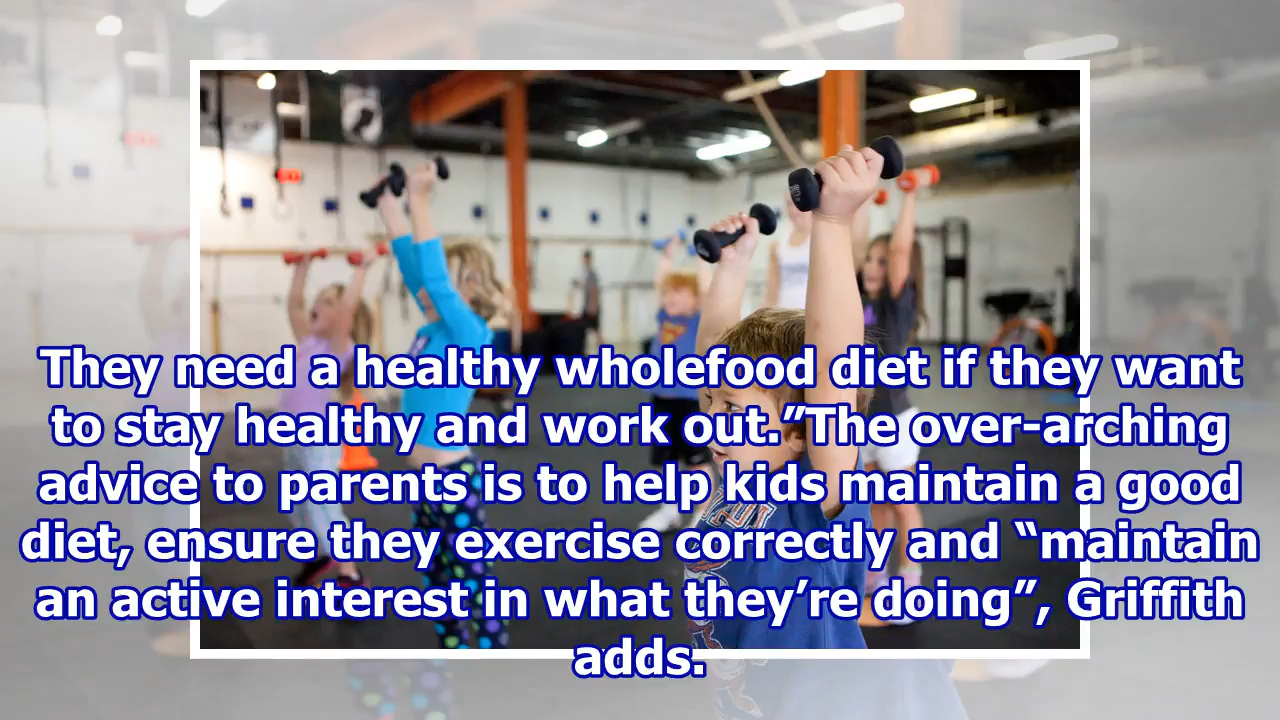 They need a healthy wholefood diet if they want
to stay healthy and work out.”The over-arching
advice to parents is to help kids maintain a good
diet, ensure they exercise correctly and “maintain
an active interest in what they’re doing”, Griffith
adds.